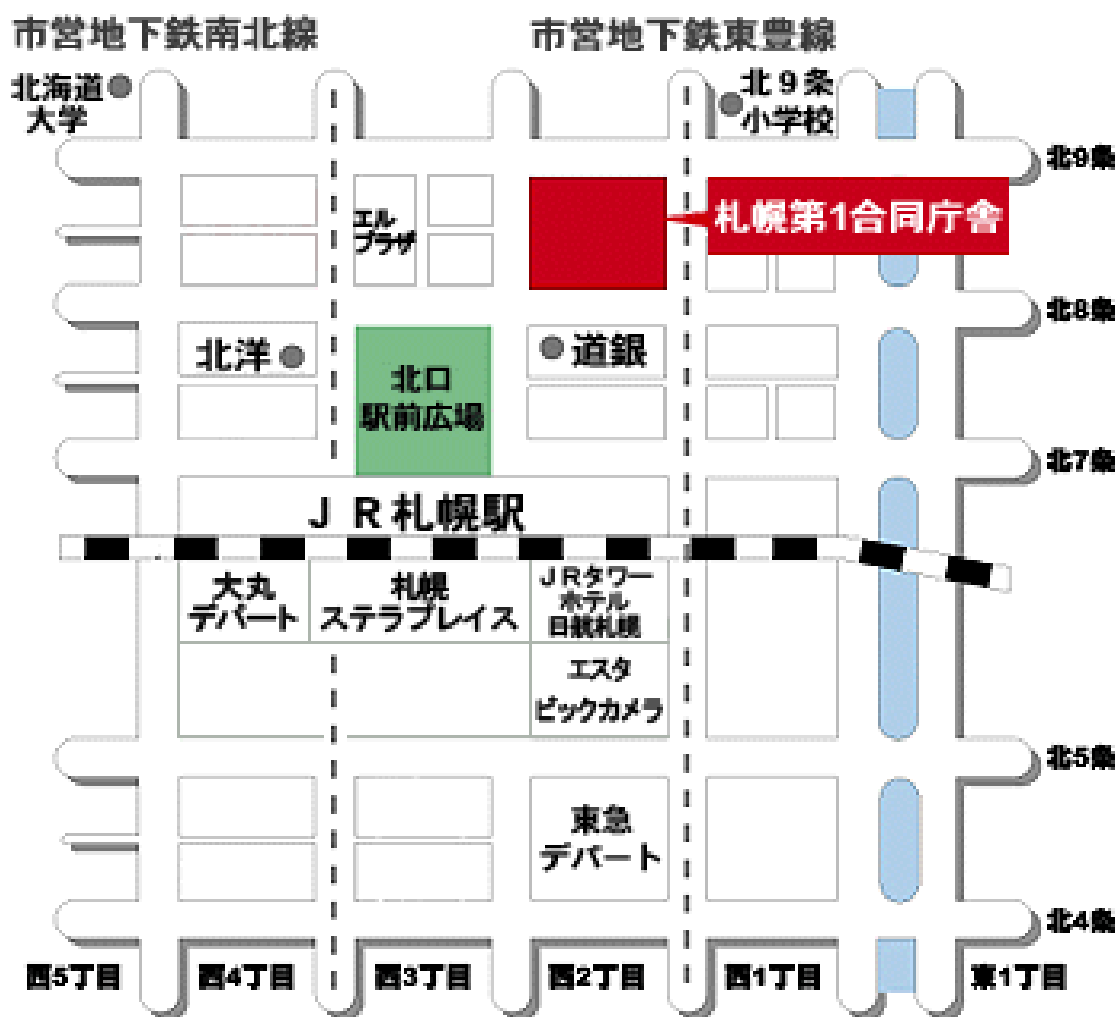 市営地下鉄南北線
市営地下鉄東豊線
北海道
大学
北9条
小学校
北9条
エル
プラザ
札幌第1合同庁舎
北8条
北洋
道銀
北口
駅前広場
北7条
JR札幌駅
大丸
デパート
札幌
ステラプレイス
JRタワー
ホテル
日航札幌
エスタ
ビックカメラ
北5条
東急
デパート
北4条
西5丁目
西4丁目
西3丁目
西2丁目
西1丁目
東1丁目